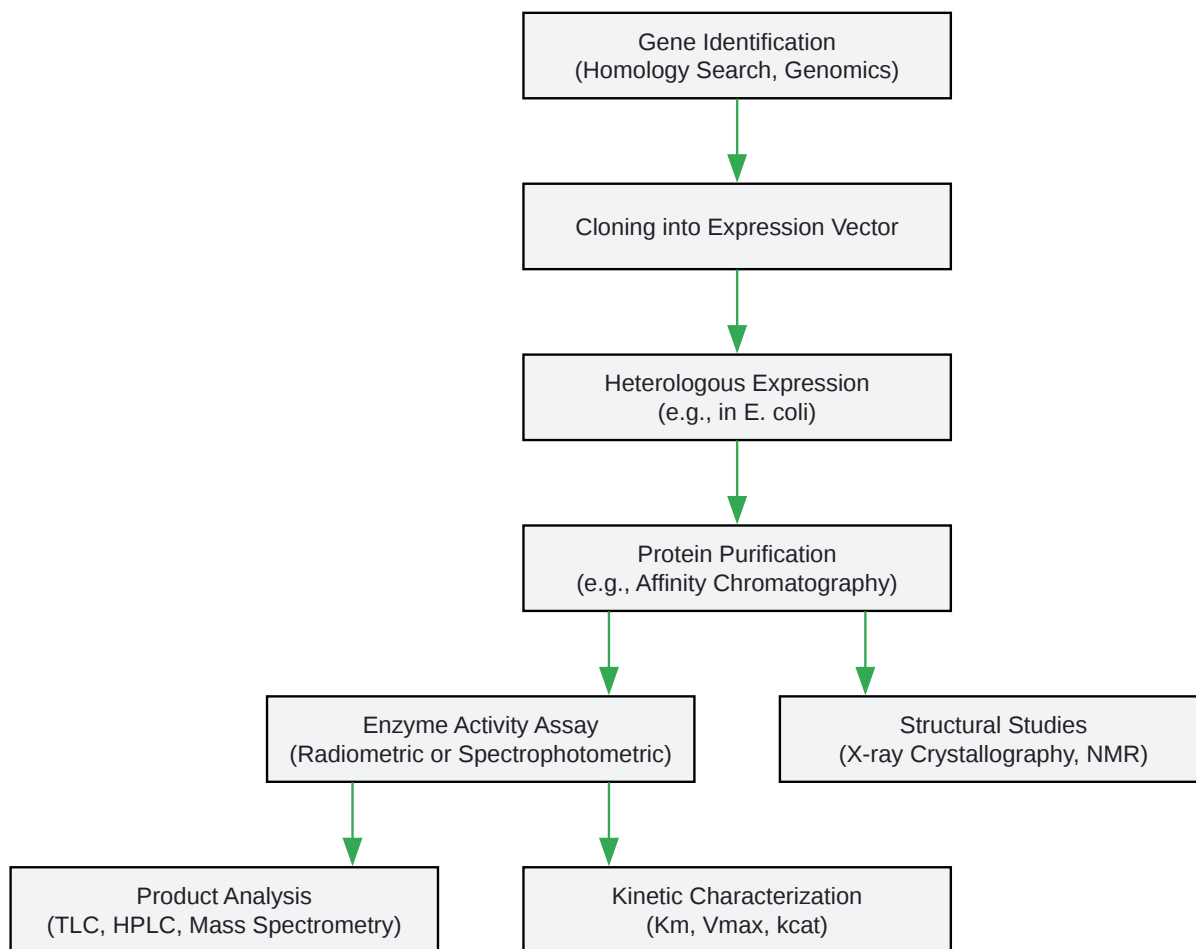 Gene Identification
(Homology Search, Genomics)
Cloning into Expression Vector
Heterologous Expression
(e.g., in E. coli)
Protein Purification
(e.g., Affinity Chromatography)
Enzyme Activity Assay
(Radiometric or Spectrophotometric)
Structural Studies
(X-ray Crystallography, NMR)
Product Analysis
(TLC, HPLC, Mass Spectrometry)
Kinetic Characterization
(Km, Vmax, kcat)